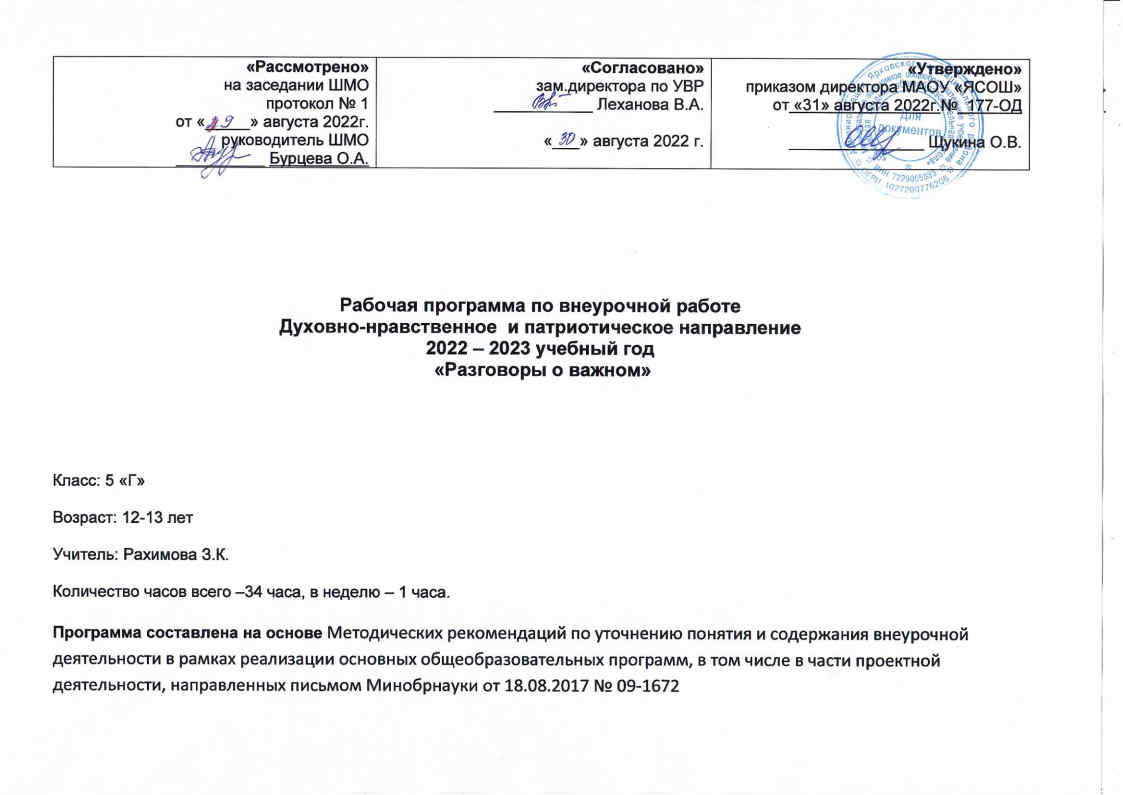 «Рассмотрено»
на заседании ШМО
протокол № 1
от «29» августа 2022г.
руководитель ШМО
Бурцева О.А.
«Согласовано»
зам.директора по УВР
Леханова В.А.
«30» августа 2022 г.
«Утверждено»
приказом директора МАОУ «ЯСОШ»
от «31» августа 2022г.№ 177-ОД
Для
документов
Щукина О.В.
Рабочая программа по внеурочной работе
Духовно-нравственное и патриотическое направление
2022 – 2023 учебный год
«Разговоры о важном»
Класс: 5 «Г»
Возраст: 12-13 лет
Учитель: Рахимова З.К.
Количество часов всего –34 часа, в неделю – 1 часа.
Программа составлена на основе Методических рекомендаций по уточнению понятия и содержания внеурочной
деятельности в рамках реализации основных общеобразовательных программ, в том числе в части проектной
деятельности, направленных письмом Минобрнауки от 18.08.2017 № 09-1672